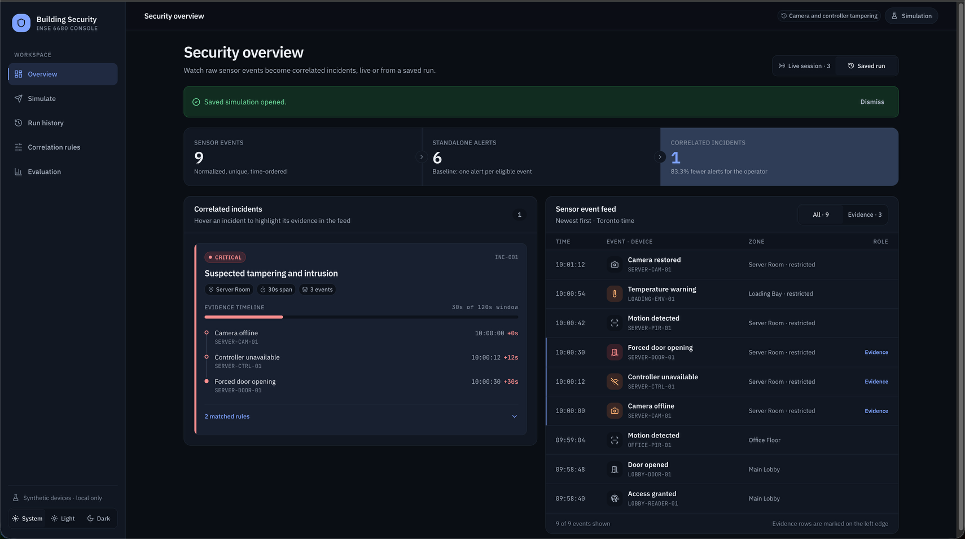 Building Security
INSE 6680 CONSOLE
WORKSPACE
Overview
Simulate
Run history
Correlation rules
Evaluation
Synthetic devices · local only
System
Light
Dark
Security overview
Camera and controller tampering
Simulation
Security overview
Watch raw sensor events become correlated incidents, live or from a saved run.
Live session · 3
Saved run
Saved simulation opened.
Dismiss
SENSOR EVENTS
9
Normalized, unique, time-ordered
STANDALONE ALERTS
6
Baseline: one alert per eligible event
CORRELATED INCIDENTS
1
83.3% fewer alerts for the operator
Correlated incidents
Hover an incident to highlight its evidence in the feed
1
CRITICAL
INC-001
Suspected tampering and intrusion
Server Room
30s span
3 events
EVIDENCE TIMELINE
30s of 120s window
Camera offline
10:00:00 +0s
SERVER-CAM-01
Controller unavailable
10:00:12 +12s
SERVER-CTRL-01
Forced door opening
10:00:30 +30s
SERVER-DOOR-01
2 matched rules
Sensor event feed
Newest first · Toronto time
All · 9
Evidence · 3
TIME EVENT · DEVICE ZONE ROLE
10:01:12 Camera restored Server Room · restricted
SERVER-CAM-01
10:00:54 Temperature warning Loading Bay · restricted
LOADING-ENV-01
10:00:42 Motion detected Server Room · restricted
SERVER-PIR-01
10:00:30 Forced door opening Server Room · restricted Evidence
SERVER-DOOR-01
10:00:12 Controller unavailable Server Room · restricted Evidence
SERVER-CTRL-01
10:00:00 Camera offline Server Room · restricted Evidence
SERVER-CAM-01
09:59:04 Motion detected Office Floor
OFFICE-PIR-01
09:58:48 Door opened Main Lobby
LOBBY-DOOR-01
09:58:40 Access granted Main Lobby
LOBBY-READER-01
9 of 9 events shown
Evidence rows are marked on the left edge